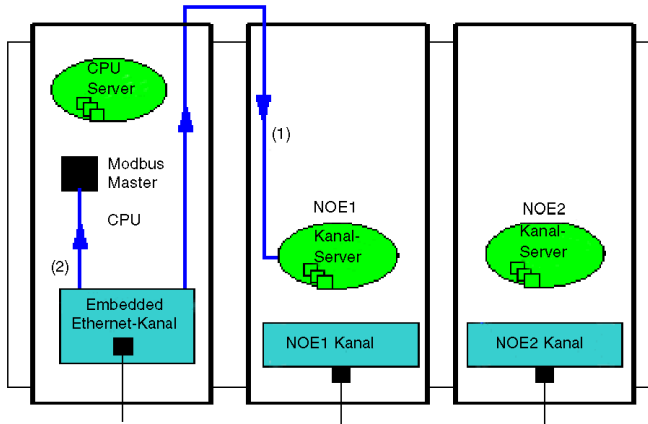 CPU
Server
Modbus
Master
CPU
(2)
Embedded
Ethernet-Kanal
(1)
NOE1
Kanal-
Server
NOE1 Kanal
NOE2
Kanal-
Server
NOE2 Kanal